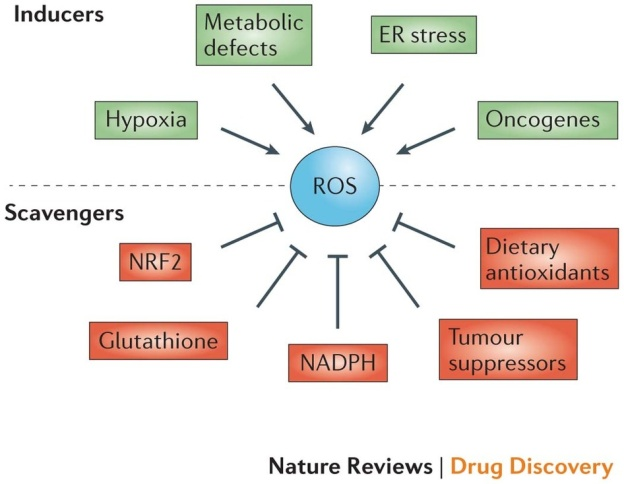 Inducers
Metabolic
defects
ER stress
Hypoxia
Oncogenes
ROS
Scavengers
NRF2
Dietary
antioxidants
Glutathione
NADPH
Tumour
suppressors
Nature Reviews | Drug Discovery